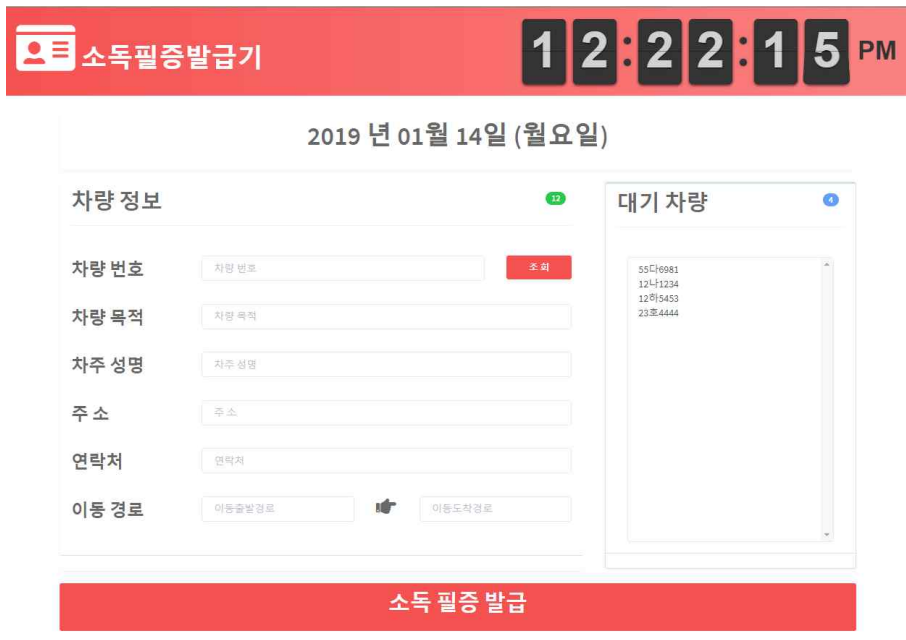 소독필증발급기
12:22:15 PM
2019 년 01월 14일 (월요일)
차량 정보
12
차량 번호
차량 번호
조 회
차량 목적
차량 목적
차주 성명
차주 성명
주 소
주 소
연락처
연락처
이동 경로
이동출발경로
이동도착경로
대기 차량
4
55다6981
12나1234
12하5453
23호4444
소독 필증 발급